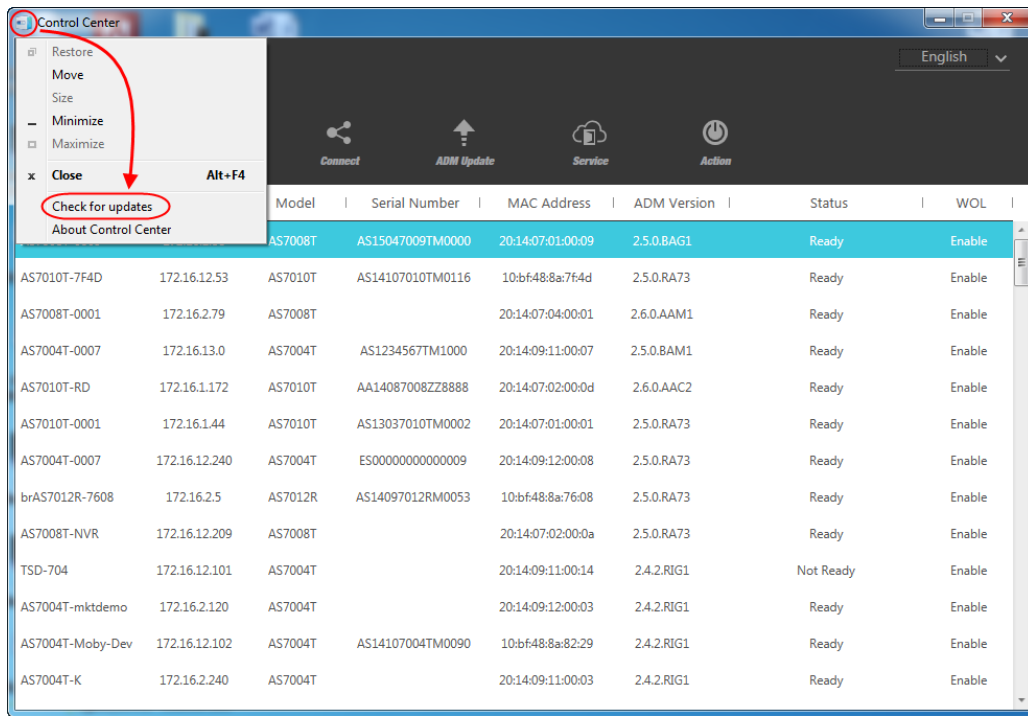 Control Center
Restore
Move
Size
Minimize
Maximize
x Close Alt+F4
Check for updates
About Control Center
English
Connect ADM Update Service Action
Model Serial Number MAC Address ADM Version Status WOL
AS7008T AS15047009TM0000 20:14:07:01:00:09 2.5.0.BAG1 Ready Enable
AS7010T-7F4D 172.16.12.53 AS7010T AS14107010TM0116 10:bf:48:8a:7f:4d 2.5.0.RA73 Ready Enable
AS7008T-0001 172.16.2.79 AS7008T 20:14:07:04:00:01 2.6.0.AAM1 Ready Enable
AS7004T-0007 172.16.13.0 AS7004T AS1234567TM1000 20:14:09:11:00:07 2.5.0.BAM1 Ready Enable
AS7010T-RD 172.16.1.172 AS7010T AA14087008ZZ8888 20:14:07:02:00:0d 2.6.0.AAC2 Ready Enable
AS7010T-0001 172.16.1.44 AS7010T AS13037010TM0002 20:14:07:01:00:01 2.5.0.RA73 Ready Enable
AS7004T-0007 172.16.12.240 AS7004T ES00000000000009 20:14:09:12:00:08 2.5.0.RA73 Ready Enable
brAS7012R-7608 172.16.2.5 AS7012R AS14097012RM0053 10:bf:48:8a:76:08 2.5.0.RA73 Ready Enable
AS7008T-NVR 172.16.12.209 AS7008T 20:14:07:02:00:0a 2.5.0.RA73 Ready Enable
TSD-704 172.16.12.101 AS7004T 20:14:09:11:00:14 2.4.2.RIG1 Not Ready Enable
AS7004T-mktdemo 172.16.2.120 AS7004T 20:14:09:12:00:03 2.4.2.RIG1 Ready Enable
AS7004T-Moby-Dev 172.16.12.102 AS7004T AS14107004TM0090 10:bf:48:8a:82:29 2.4.2.RIG1 Ready Enable
AS7004T-K 172.16.2.240 AS7004T 20:14:09:11:00:03 2.4.2.RIG1 Ready Enable